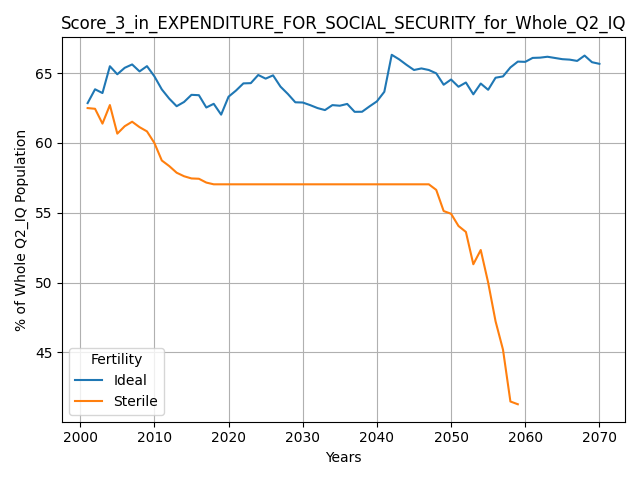 Score_3_in_EXPENDITURE_FOR_SOCIAL_SECURITY_for_Whole_Q2_IQ
% of Whole Q2_IQ Population
65
60
55
50
45
Fertility
Ideal
Sterile
2000 2010 2020 2030 2040 2050 2060 2070
Years